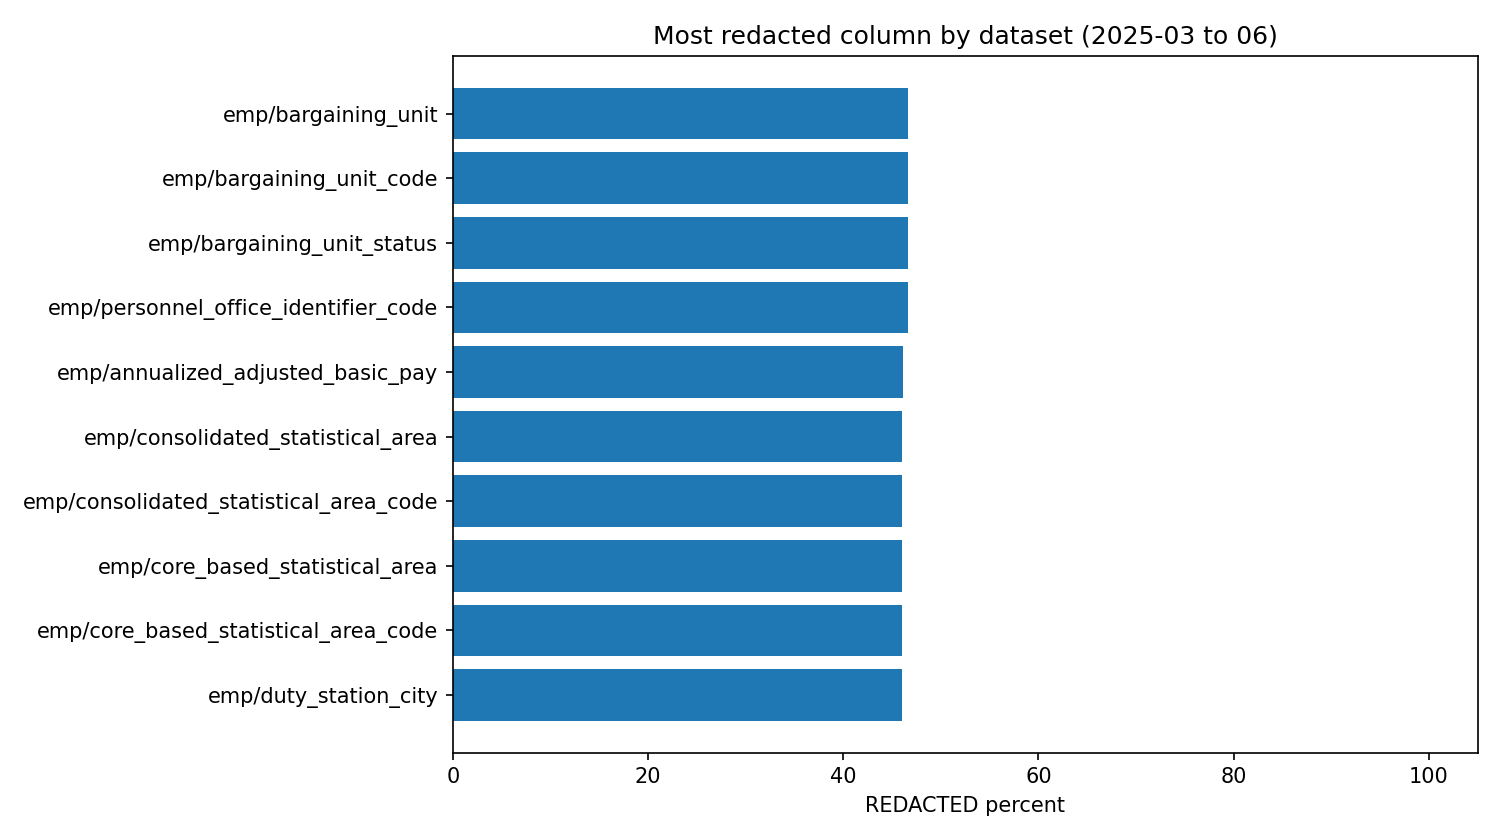 Most redacted column by dataset (2025-03 to 06)
emp/bargaining_unit
emp/bargaining_unit_code
emp/bargaining_unit_status
emp/personnel_office_identifier_code
emp/annualized_adjusted_basic_pay
emp/consolidated_statistical_area
emp/consolidated_statistical_area_code
emp/core_based_statistical_area
emp/core_based_statistical_area_code
emp/duty_station_city
0 20 40 60 80 100
REDACTED percent